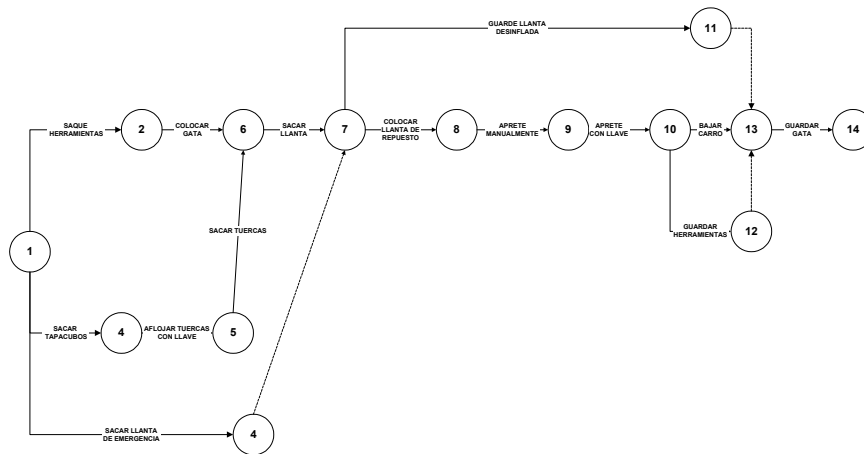 GUARDE LLANTA
DESINFLADA
11
SAQUE
HERRAMIENTAS
2
COLOCAR
GATA
6
SACAR
LLANTA
7
COLOCAR
LLANTA DE
REPUESTO
8
APRETE
MANUALMENTE
9
APRETE
CON LLAVE
10
BAJAR
CARRO
13
GUARDAR
GATA
14
SACAR TUERCAS
GUARDAR
HERRAMIENTAS
12
1
SACAR
TAPACUBOS
4
AFLOJAR TUERCAS
CON LLAVE
5
SACAR LLANTA
DE EMERGENCIA
4